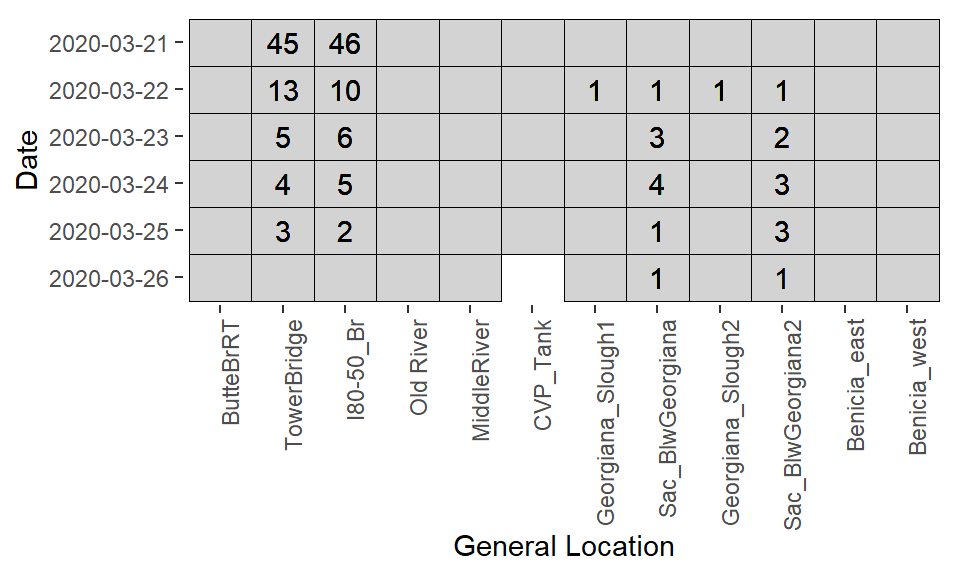 Date
2020-03-21 45 46
2020-03-22 13 10 1 1 1 1
2020-03-23 5 6 3 2
2020-03-24 4 5 4 3
2020-03-25 3 2 1 3
2020-03-26 1 1
ButteBrRT
TowerBridge
I80-50_Br
Old River
MiddleRiver
CVP_Tank
Georgiana_Slough1
Sac_BlwGeorgiana
Georgiana_Slough2
Sac_BlwGeorgiana2
Benicia_east
Benicia_west
General Location